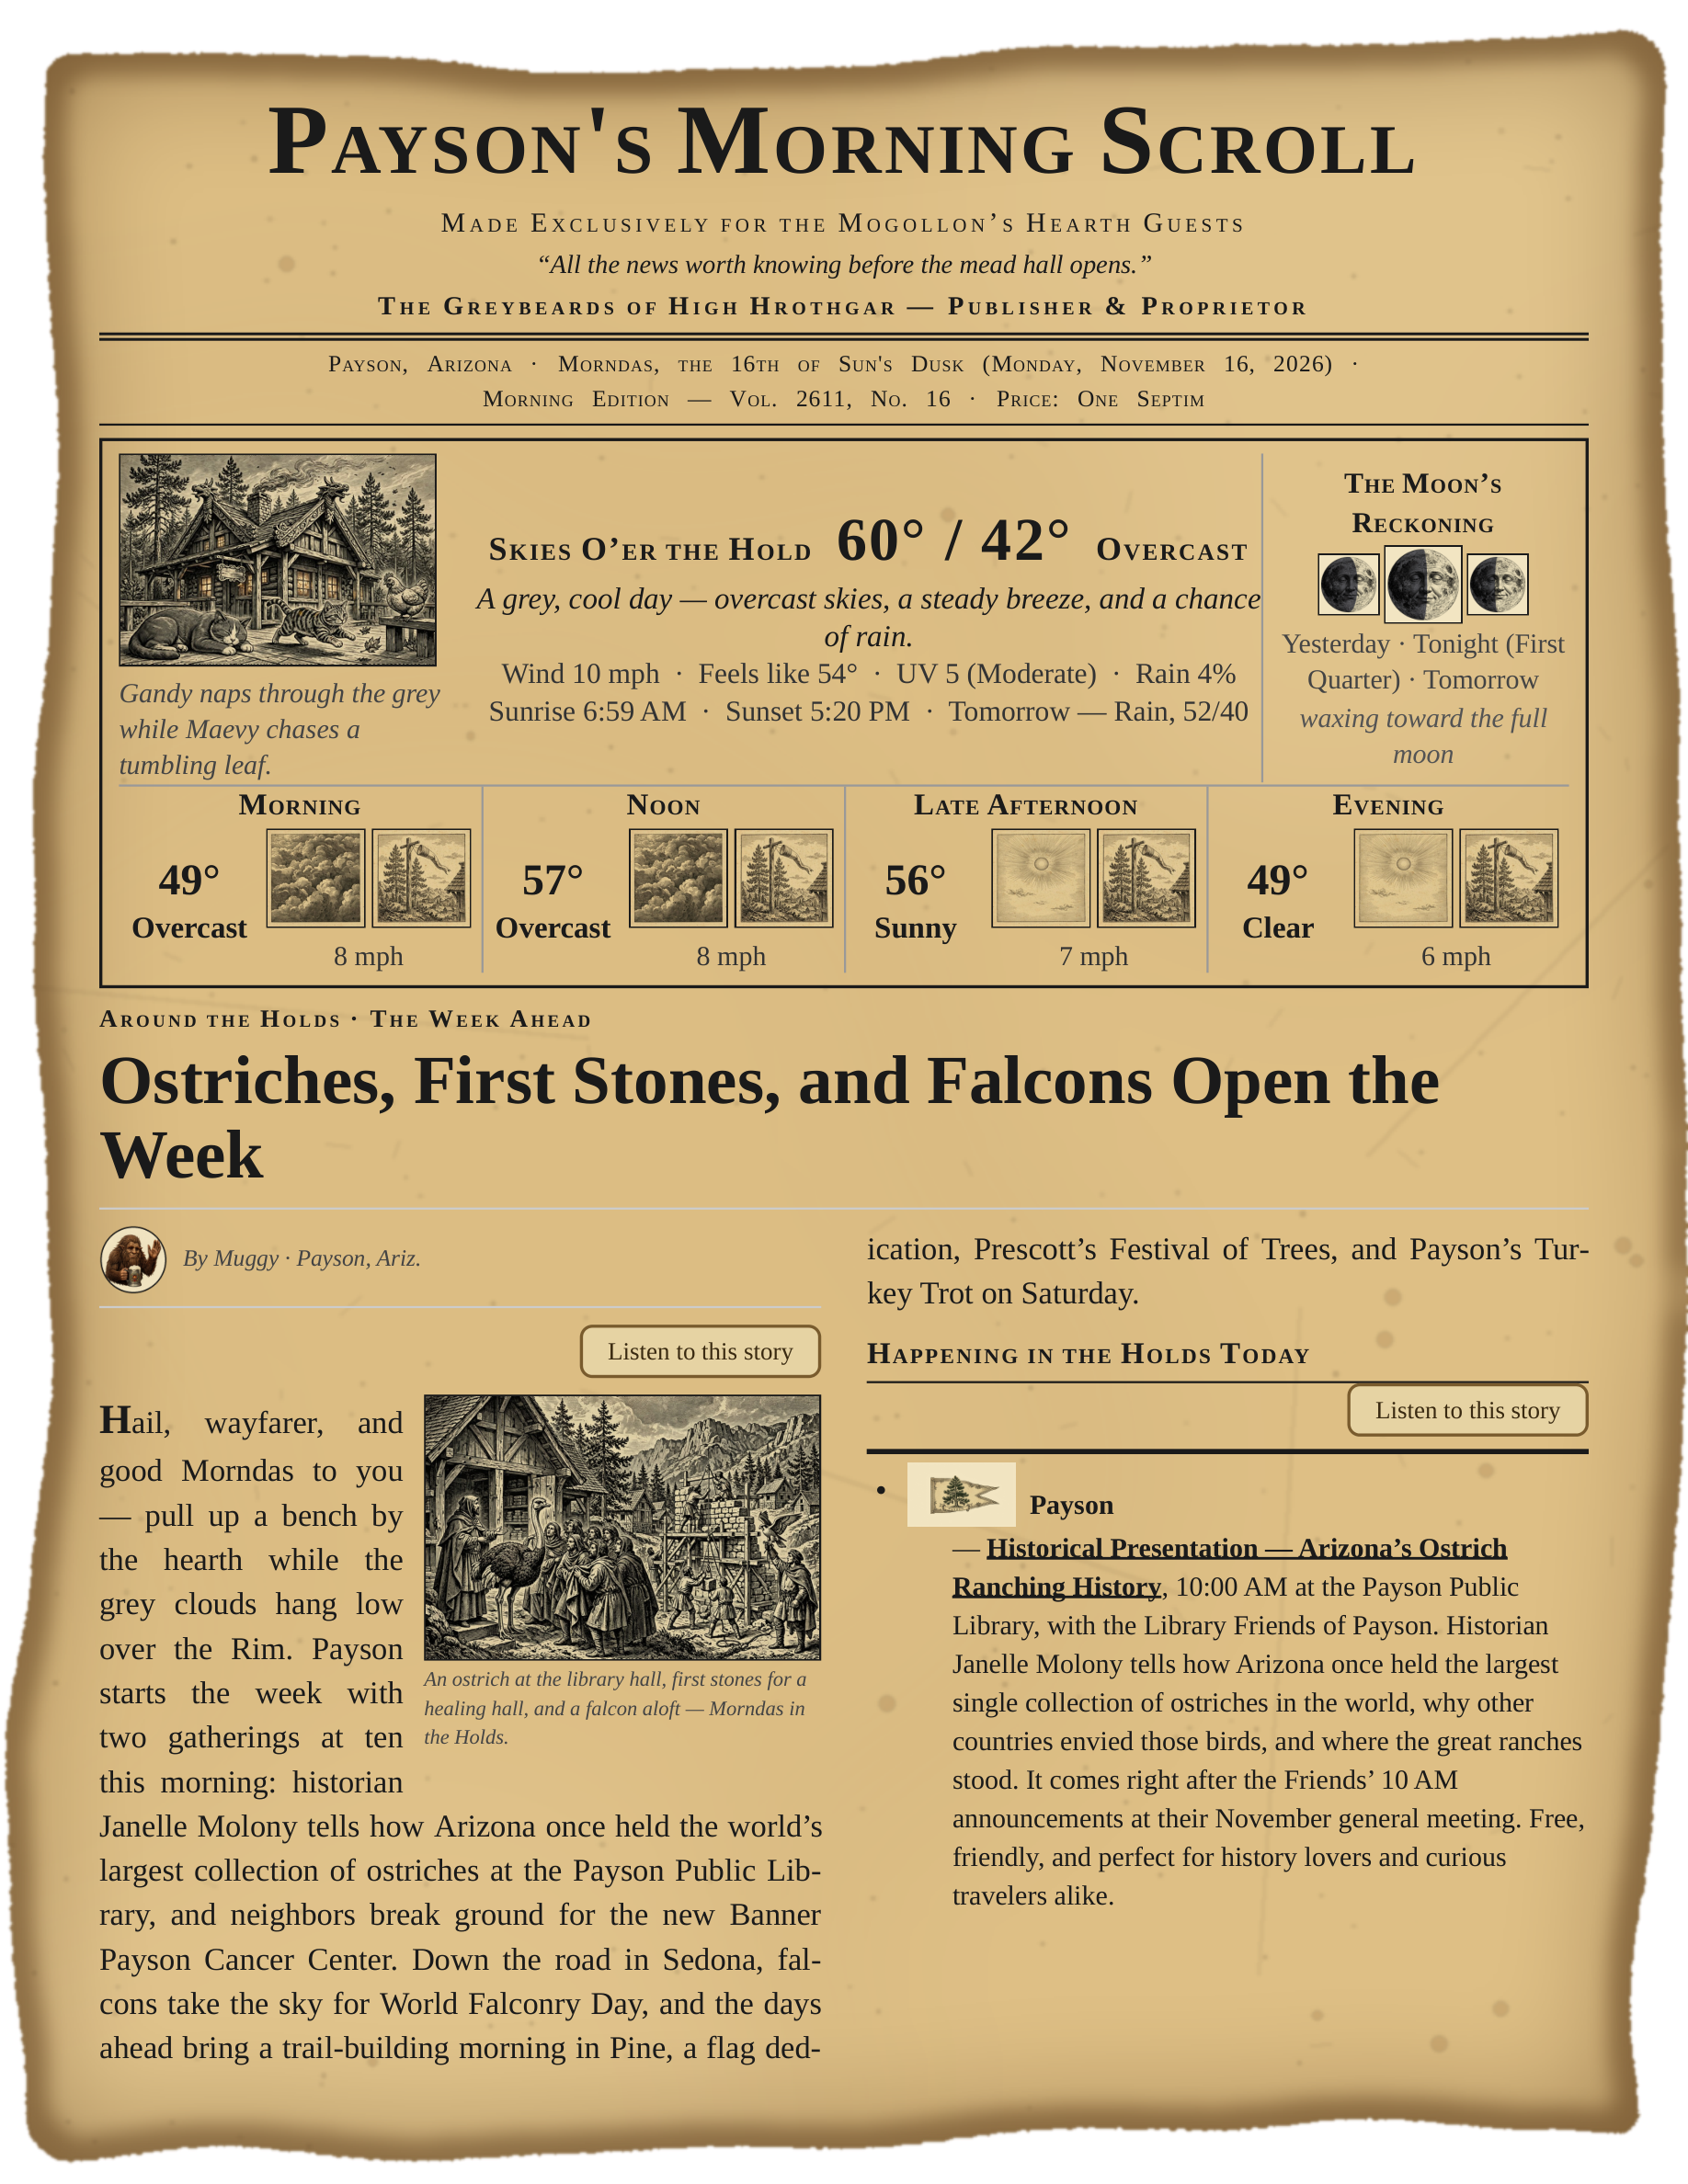 Payson's Morning Scroll
Made Exclusively for the Mogollon’s Hearth Guests
“All the news worth knowing before the mead hall opens.”
The Greybeards of High Hrothgar — Publisher & Proprietor
Payson, Arizona · Morndas, the 16th of Sun's Dusk (Monday, November 16, 2026) ·
Morning Edition — Vol. 2611, No. 16 · Price: One Septim
Gandy naps through the grey
while Maevy chases a
tumbling leaf.
Skies O’er the Hold 60° / 42° Overcast
A grey, cool day — overcast skies, a steady breeze, and a chance
of rain.
Wind 10 mph · Feels like 54° · UV 5 (Moderate) · Rain 4%
Sunrise 6:59 AM · Sunset 5:20 PM · Tomorrow — Rain, 52/40
The Moon’s
Reckoning
Yesterday · Tonight (First
Quarter) · Tomorrow
waxing toward the full
moon
Morning
49°
Overcast
8 mph
Noon
57°
Overcast
8 mph
Late Afternoon
56°
Sunny
7 mph
Evening
49°
Clear
6 mph
Around the Holds · The Week Ahead
Ostriches, First Stones, and Falcons Open the
Week
By Muggy · Payson, Ariz.
Listen to this story
Hail, wayfarer, and
good Morndas to you
— pull up a bench by
the hearth while the
grey clouds hang low
over the Rim. Payson
starts the week with
two gatherings at ten
this morning: historian
An ostrich at the library hall, first stones for a
healing hall, and a falcon aloft — Morndas in
the Holds.
Janelle Molony tells how Arizona once held the world’s
largest collection of ostriches at the Payson Public Lib-
rary, and neighbors break ground for the new Banner
Payson Cancer Center. Down the road in Sedona, fal-
cons take the sky for World Falconry Day, and the days
ahead bring a trail-building morning in Pine, a flag ded-
ication, Prescott’s Festival of Trees, and Payson’s Tur-
key Trot on Saturday.
Happening in the Holds Today
Listen to this story
• Payson
— Historical Presentation — Arizona’s Ostrich
Ranching History, 10:00 AM at the Payson Public
Library, with the Library Friends of Payson. Historian
Janelle Molony tells how Arizona once held the largest
single collection of ostriches in the world, why other
countries envied those birds, and where the great ranches
stood. It comes right after the Friends’ 10 AM
announcements at their November general meeting. Free,
friendly, and perfect for history lovers and curious
travelers alike.